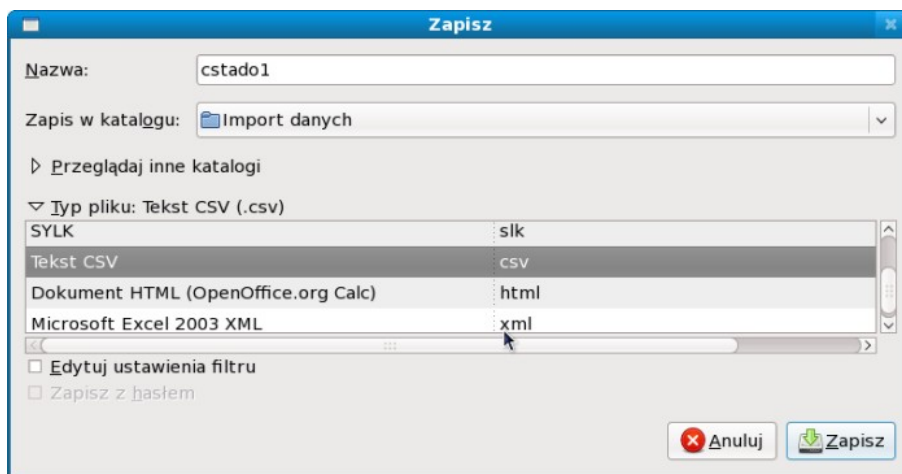 Zapisz
Nazwa: cstado1
Zapis w katalogu: Import danych
Przeglądaj inne katalogi
Typ pliku: Tekst CSV (.csv)
SYLK slk
Tekst CSV csv
Dokument HTML (OpenOffice.org Calc) html
Microsoft Excel 2003 XML xml
Edytuj ustawienia filtru
Zapisz z hasłem
Anuluj Zapisz